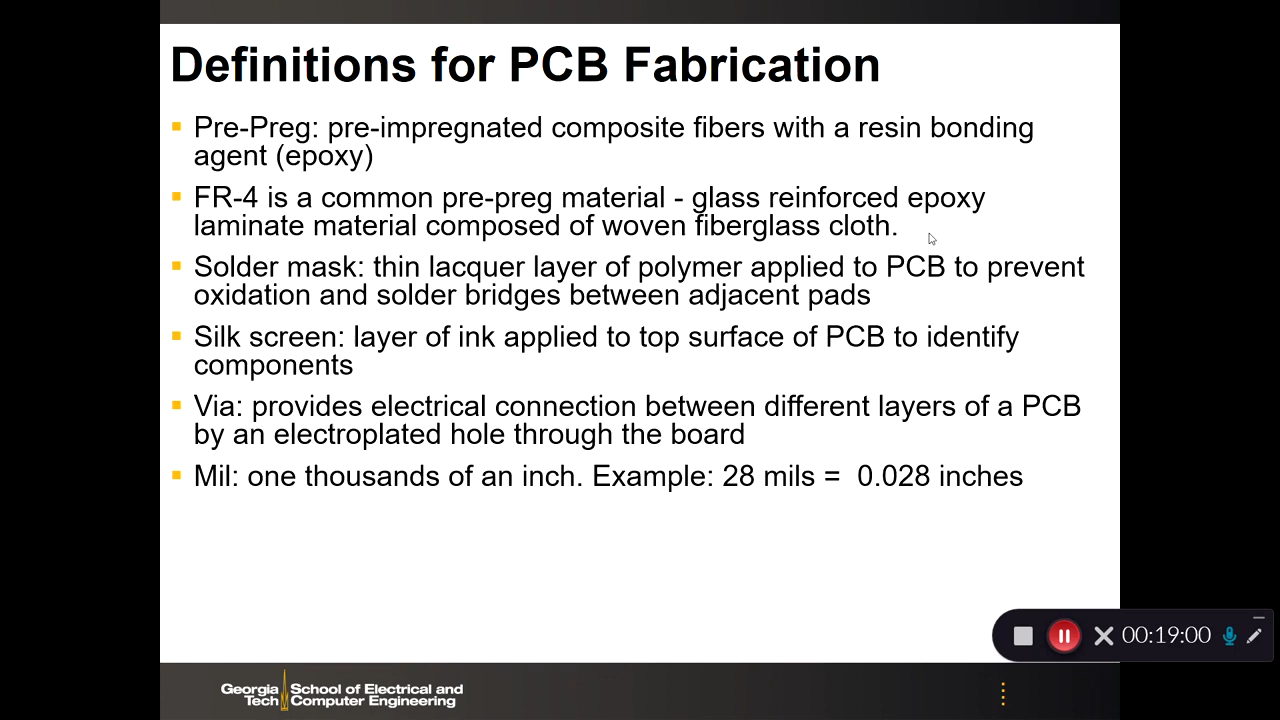 Definitions for PCB Fabrication
Pre-Preg: pre-impregnated composite fibers with a resin bonding
agent (epoxy)
FR-4 is a common pre-preg material - glass reinforced epoxy
laminate material composed of woven fiberglass cloth.
Solder mask: thin lacquer layer of polymer applied to PCB to prevent
oxidation and solder bridges between adjacent pads
Silk screen: layer of ink applied to top surface of PCB to identify
components
Via: provides electrical connection between different layers of a PCB
by an electroplated hole through the board
Mil: one thousands of an inch. Example: 28 mils =  0.028 inches
00:19:00
Georgia Tech
School of Electrical and
Computer Engineering